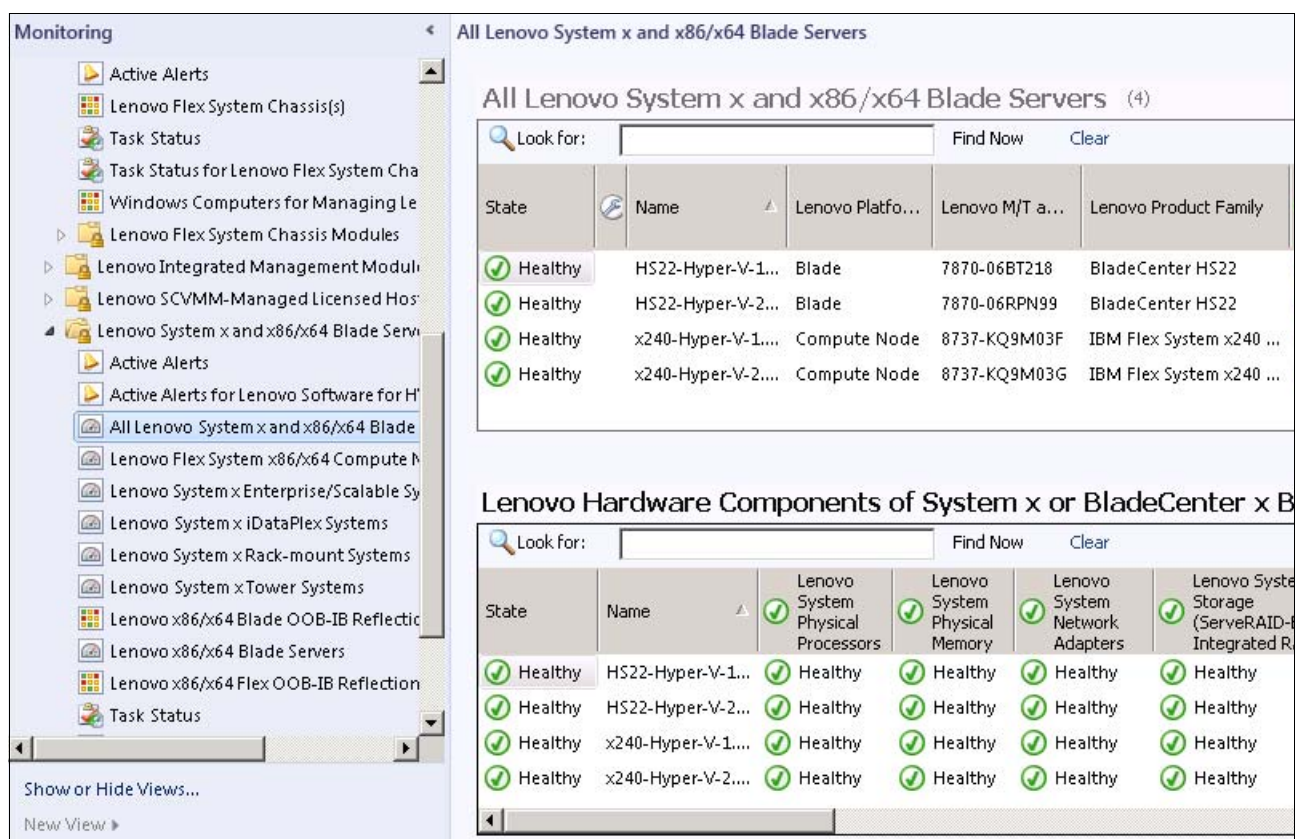 Monitoring
Active Alerts
Lenovo Flex System Chassis(s)
Task Status
Task Status for Lenovo Flex System Cha
Windows Computers for Managing Le
Lenovo Flex System Chassis Modules
Lenovo Integrated Management Modul
Lenovo SCVMM-Managed Licensed Hos
Lenovo System x and x86/x64 Blade Serv
Active Alerts
Active Alerts for Lenovo Software for H
All Lenovo System x and x86/x64 Blade
Lenovo Flex System x86/x64 Compute N
Lenovo System x Enterprise/Scalable Sy
Lenovo System x iDataPlex Systems
Lenovo System x Rack-mount Systems
Lenovo System x Tower Systems
Lenovo x86/x64 Blade OOB-IB Reflectio
Lenovo x86/x64 Blade Servers
Lenovo x86/x64 Flex OOB-IB Reflection
Task Status
Show or Hide Views...
New View
All Lenovo System x and x86/x64 Blade Servers
All Lenovo System x and x86/x64 Blade Servers (4)
Look for: Find Now Clear
State Name Lenovo Platfo... Lenovo M/T a... Lenovo Product Family
Healthy HS22-Hyper-V-1... Blade 7870-06BT218 BladeCenter HS22
Healthy HS22-Hyper-V-2... Blade 7870-06RPN99 BladeCenter HS22
Healthy x240-Hyper-V-1.... Compute Node 8737-KQ9M03F IBM Flex System x240 ...
Healthy x240-Hyper-V-2.... Compute Node 8737-KQ9M03G IBM Flex System x240 ...
Lenovo Hardware Components of System x or BladeCenter x B
Look for: Find Now Clear
State Name
Lenovo System Physical Processors
Lenovo System Physical Memory
Lenovo System Network Adapters
Lenovo Syste Storage (ServeRAID-B Integrated R
Healthy HS22-Hyper-V-1... Healthy Healthy Healthy Healthy
Healthy HS22-Hyper-V-2... Healthy Healthy Healthy Healthy
Healthy x240-Hyper-V-1.... Healthy Healthy Healthy Healthy
Healthy x240-Hyper-V-2.... Healthy Healthy Healthy Healthy